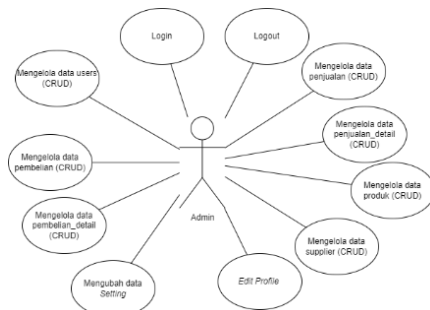 Login
Logout
Mengelola data users
(CRUD)
Mengelola data
penjualan (CRUD)
Mengelola data
penjualan_detail
(CRUD)
Mengelola data
pembelian (CRUD)
Mengelola data
produk (CRUD)
Mengelola data
pembelian_detail
(CRUD)
Admin
Mengelola data
supplier (CRUD)
Mengubah data
Setting
Edit Profile